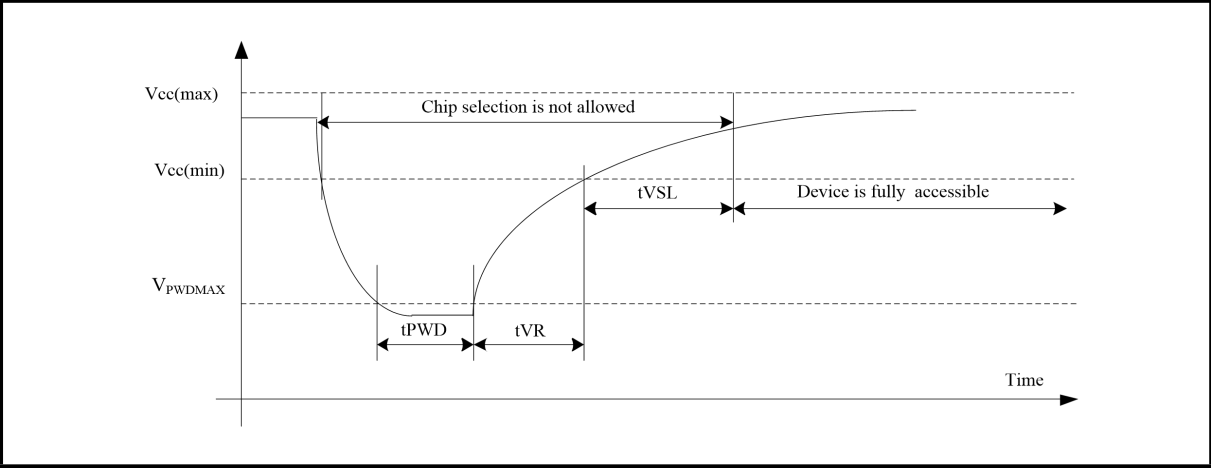 Vcc(max)
Chip selection is not allowed
Vcc(min)
tVSL
Device is fully accessible
VPWDMAX
tPWD
tVR
Time